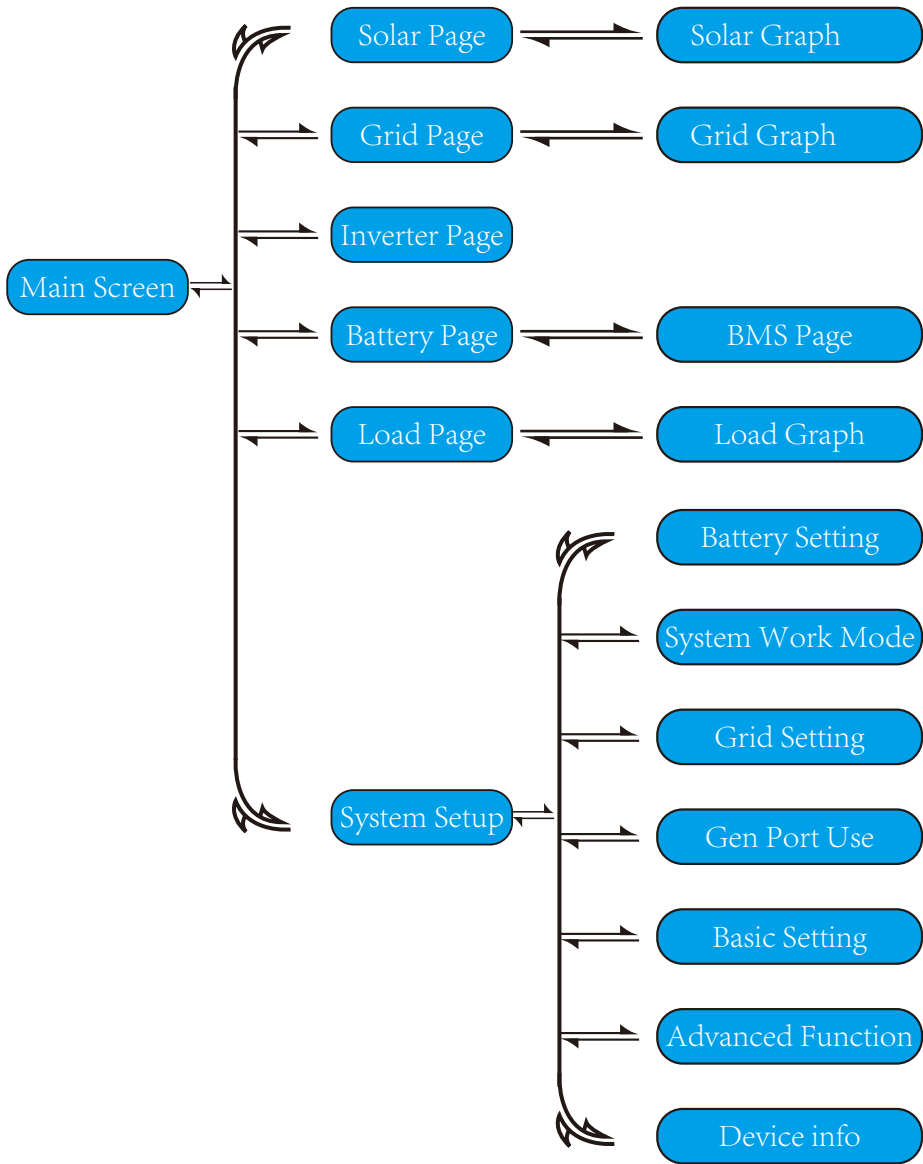 Solar Page
Solar Graph
Grid Page
Grid Graph
Inverter Page
Main Screen
Battery Page
BMS Page
Load Page
Load Graph
Battery Setting
System Work Mode
Grid Setting
System Setup
Gen Port Use
Basic Setting
Advanced Function
Device info